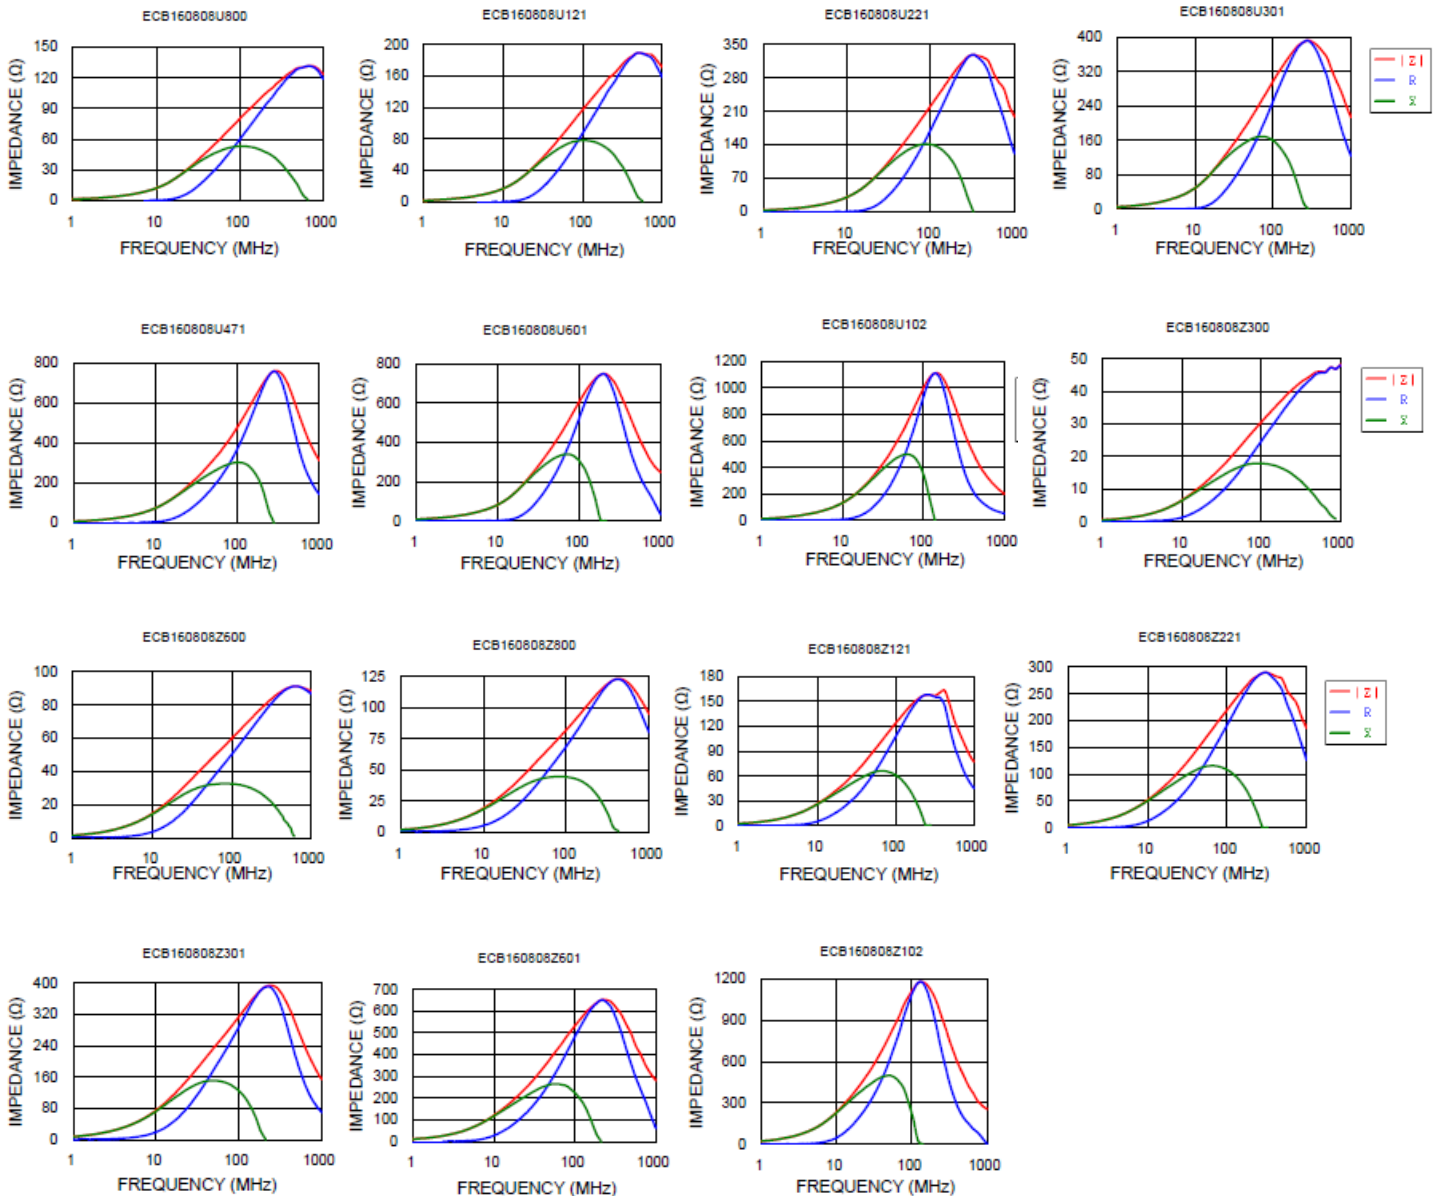 ECB160808U800
IMPEDANCE (Ω)
150
120
90
60
30
0
1 10 100 1000
FREQUENCY (MHz)
ECB160808U121
IMPEDANCE (Ω)
200
160
120
80
40
0
1 10 100 1000
FREQUENCY (MHz)
ECB160808U221
IMPEDANCE (Ω)
350
280
210
140
70
0
1 10 100 1000
FREQUENCY (MHz)
ECB160808U301
IMPEDANCE (Ω)
400
320
240
160
80
0
1 10 100 1000
FREQUENCY (MHz)
|Z|
R
X
ECB160808U471
IMPEDANCE (Ω)
800
600
400
200
0
1 10 100 1000
FREQUENCY (MHz)
ECB160808U601
IMPEDANCE (Ω)
800
600
400
200
0
1 10 100 1000
FREQUENCY (MHz)
ECB160808U102
IMPEDANCE (Ω)
1200
1000
800
600
400
200
0
1 10 100 1000
FREQUENCY (MHz)
ECB160808Z300
IMPEDANCE (Ω)
50
40
30
20
10
0
1 10 100 1000
FREQUENCY (MHz)
|Z|
R
X
ECB160808Z600
IMPEDANCE (Ω)
100
80
60
40
20
0
1 10 100 1000
FREQUENCY (MHz)
ECB160808Z800
IMPEDANCE (Ω)
125
100
75
50
25
0
1 10 100 1000
FREQUENCY (MHz)
ECB160808Z121
IMPEDANCE (Ω)
180
150
120
90
60
30
0
1 10 100 1000
FREQUENCY (MHz)
ECB160808Z221
IMPEDANCE (Ω)
300
250
200
150
100
50
0
1 10 100 1000
FREQUENCY (MHz)
|Z|
R
X
ECB160808Z301
IMPEDANCE (Ω)
400
320
240
160
80
0
1 10 100 1000
FREQUENCY (MHz)
ECB160808Z601
IMPEDANCE (Ω)
700
600
500
400
300
200
100
0
1 10 100 1000
FREQUENCY (MHz)
ECB160808Z102
IMPEDANCE (Ω)
1200
900
600
300
0
1 10 100 1000
FREQUENCY (MHz)